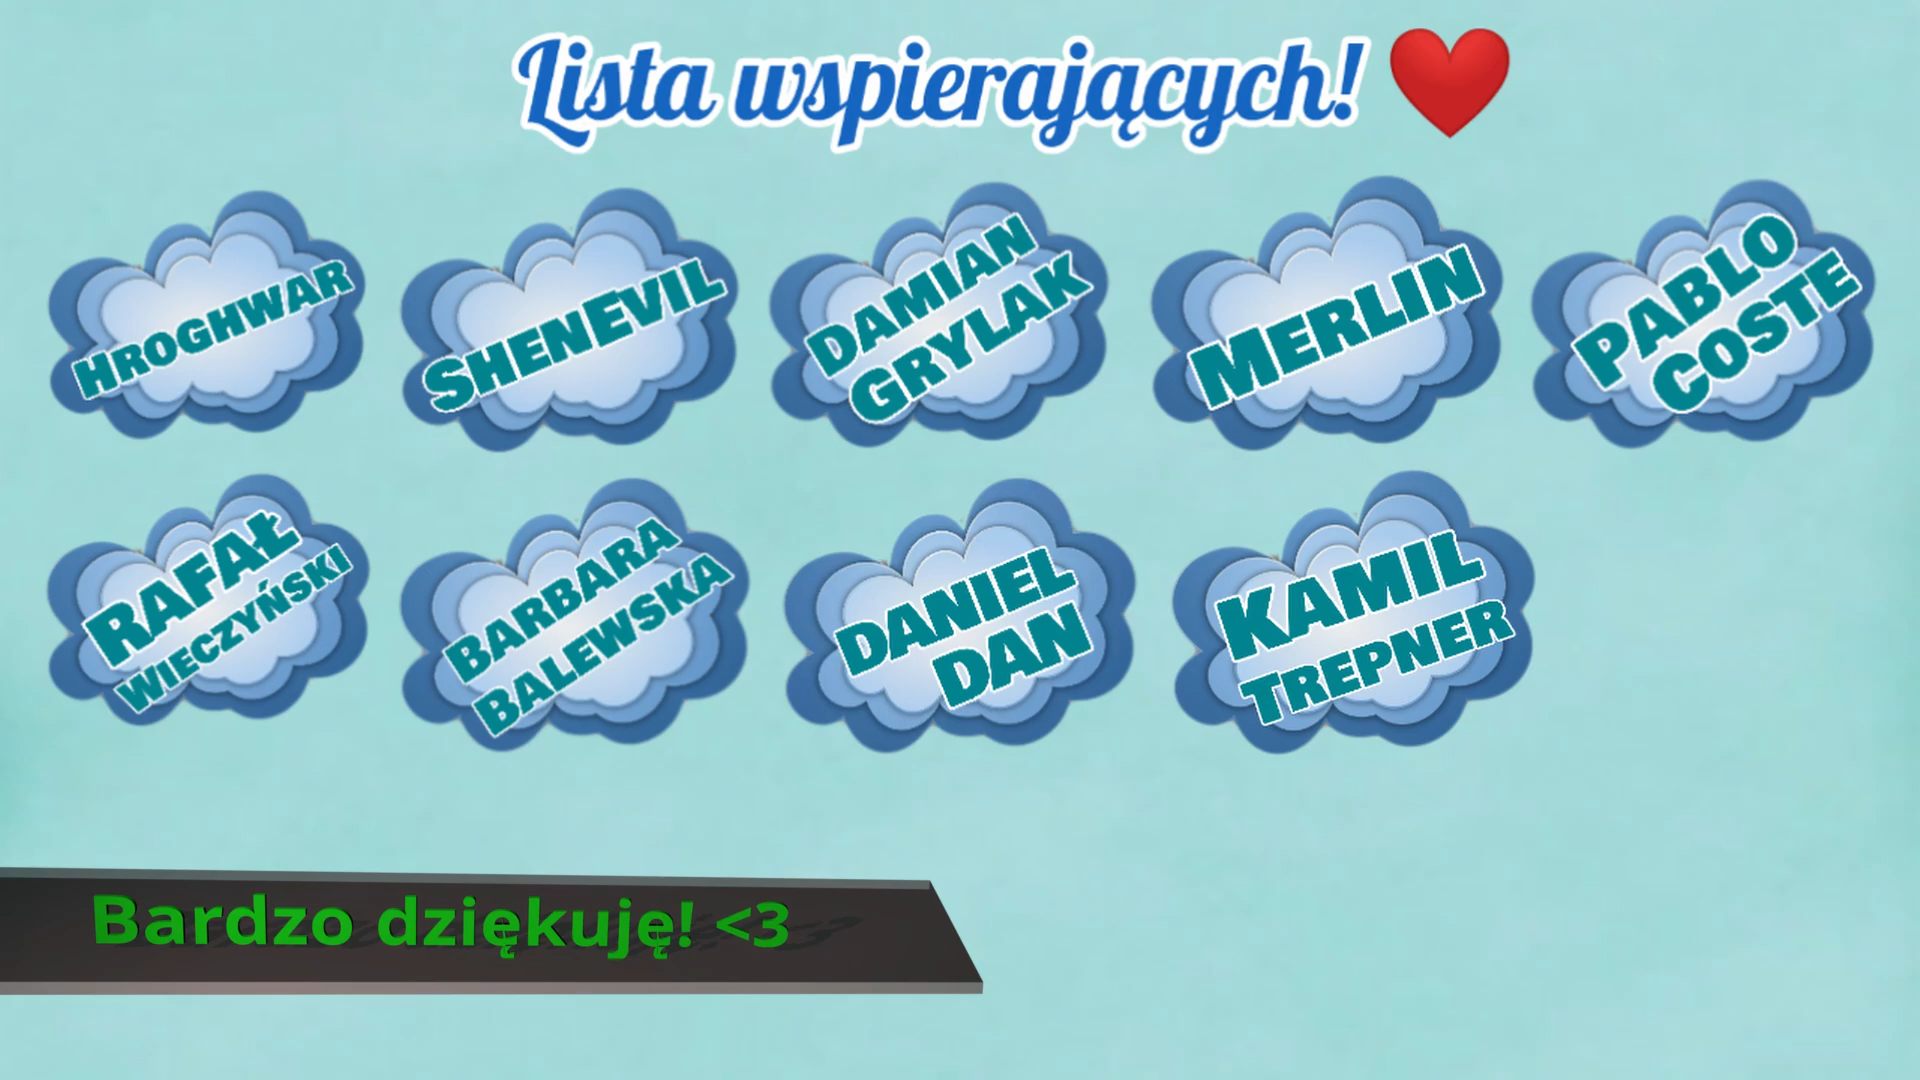 Lista wspierających! ❤️
HROGHWAR
SHENEVIL
DAMIAN
GRYLAK
MERLIN
PABLO
COSTE
RAFAŁ
WIECZYŃSKI
BARBARA
BALEWSKA
DANIEL
DAN
KAMIL
TREPNER
Bardzo dziękuję! <3